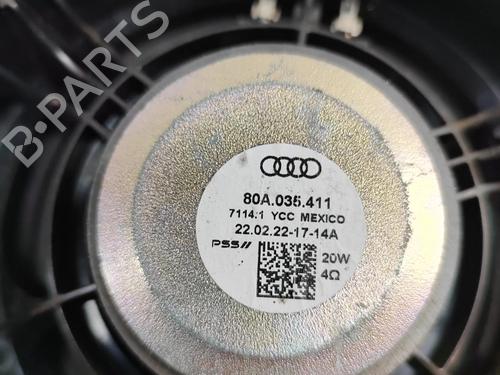 B-PARTS
80A.035.411
7114.1 YCC MEXICO
22.02.22-17-14A
PSS//
20W
4Ω